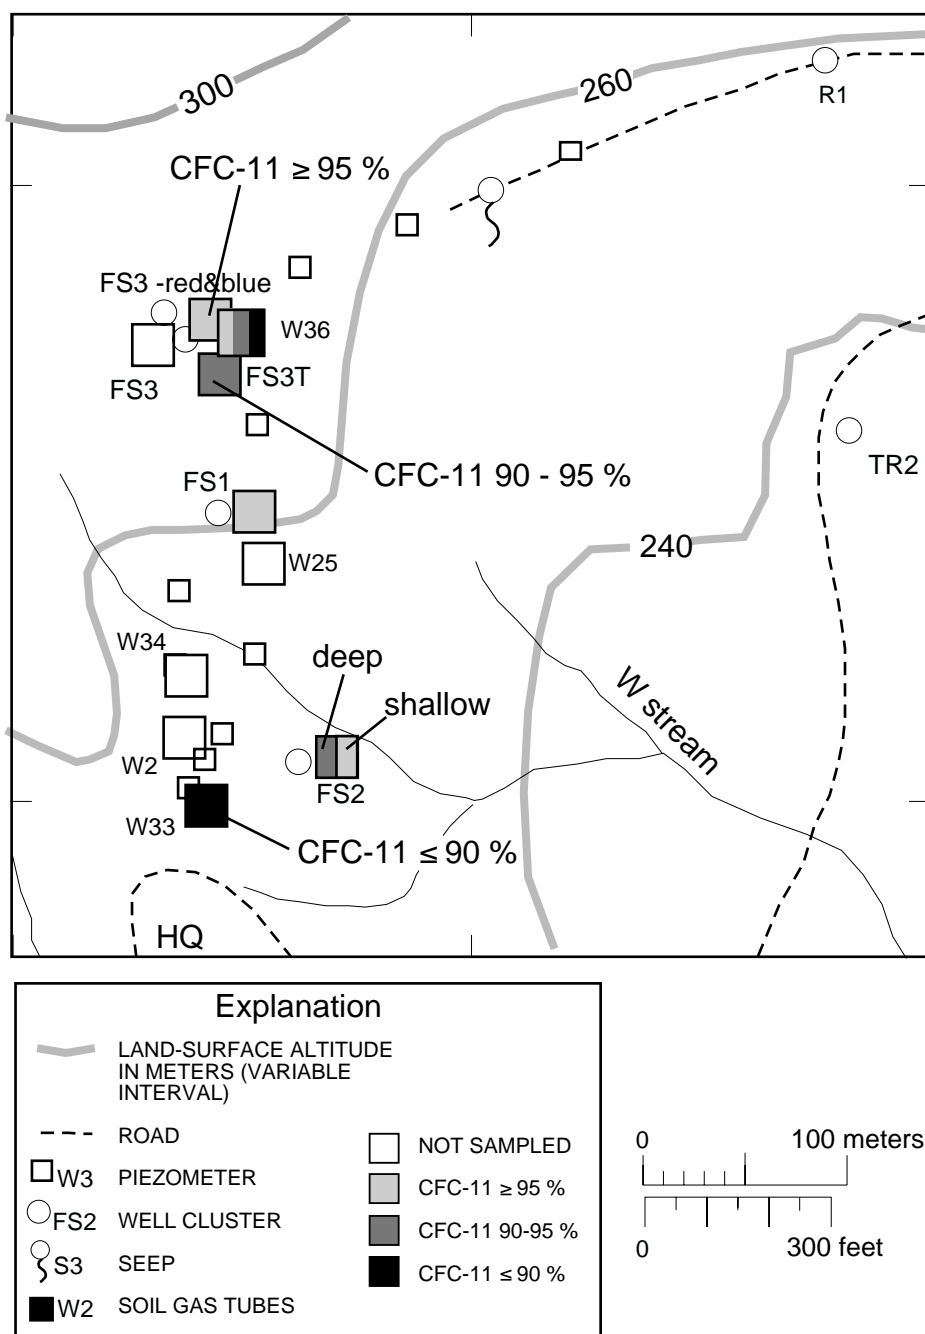 300
260
R1
CFC-11 ≥ 95 %
FS3 -red&blue
W36
FS3
FS3T
CFC-11 90 - 95 %
TR2
FS1
240
W25
W34
deep
shallow
W stream
W2
FS2
W33
CFC-11 ≤ 90 %
HQ
Explanation
LAND-SURFACE ALTITUDE
IN METERS (VARIABLE
INTERVAL)
ROAD
W3 PIEZOMETER
FS2 WELL CLUSTER
S3 SEEP
W2 SOIL GAS TUBES
NOT SAMPLED
CFC-11 ≥ 95 %
CFC-11 90-95 %
CFC-11 ≤ 90 %
0 100 meters
0 300 feet